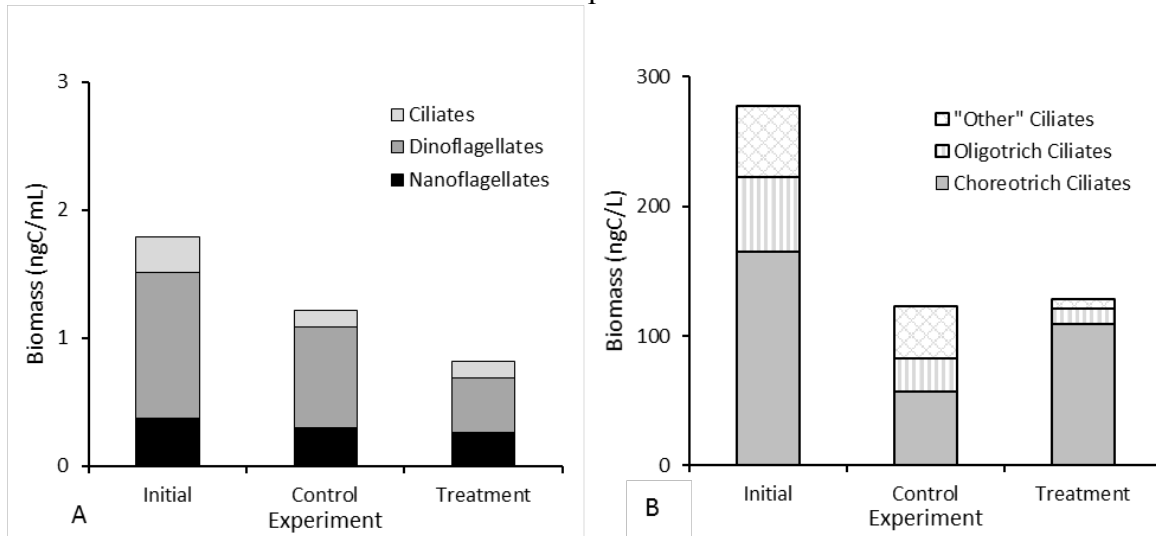 3
2
1
0
Biomass (ngC/mL)
Ciliates
Dinoflagellates
Nanoflagellates
Initial
Control
Treatment
Experiment
A
300
200
100
0
Biomass (ngC/L)
"Other" Ciliates
Oligotrich Ciliates
Choreotrich Ciliates
Initial
Control
Treatment
Experiment
B